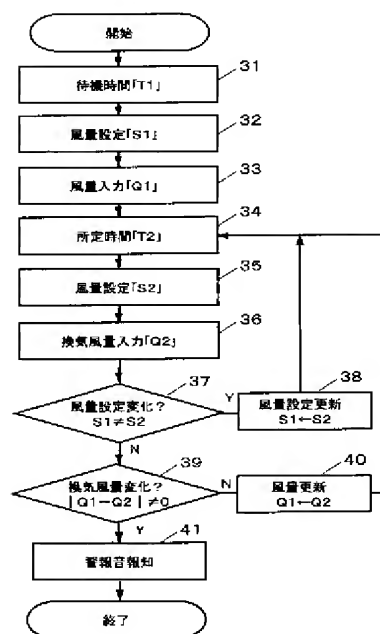 開始
31
待機時間「T1」
32
風量設定「S1」
33
風量入力「Q1」
34
所定時間「T2」
35
風量設定「S2」
36
換気風量入力「Q2」
37
風量設定変化?
S1≠S2
Y
38
風量設定更新
S1←S2
N
39
換気風量変化?
|Q1−Q2|≠0
N
40
風量更新
Q1←Q2
Y
41
警報音報知
終了